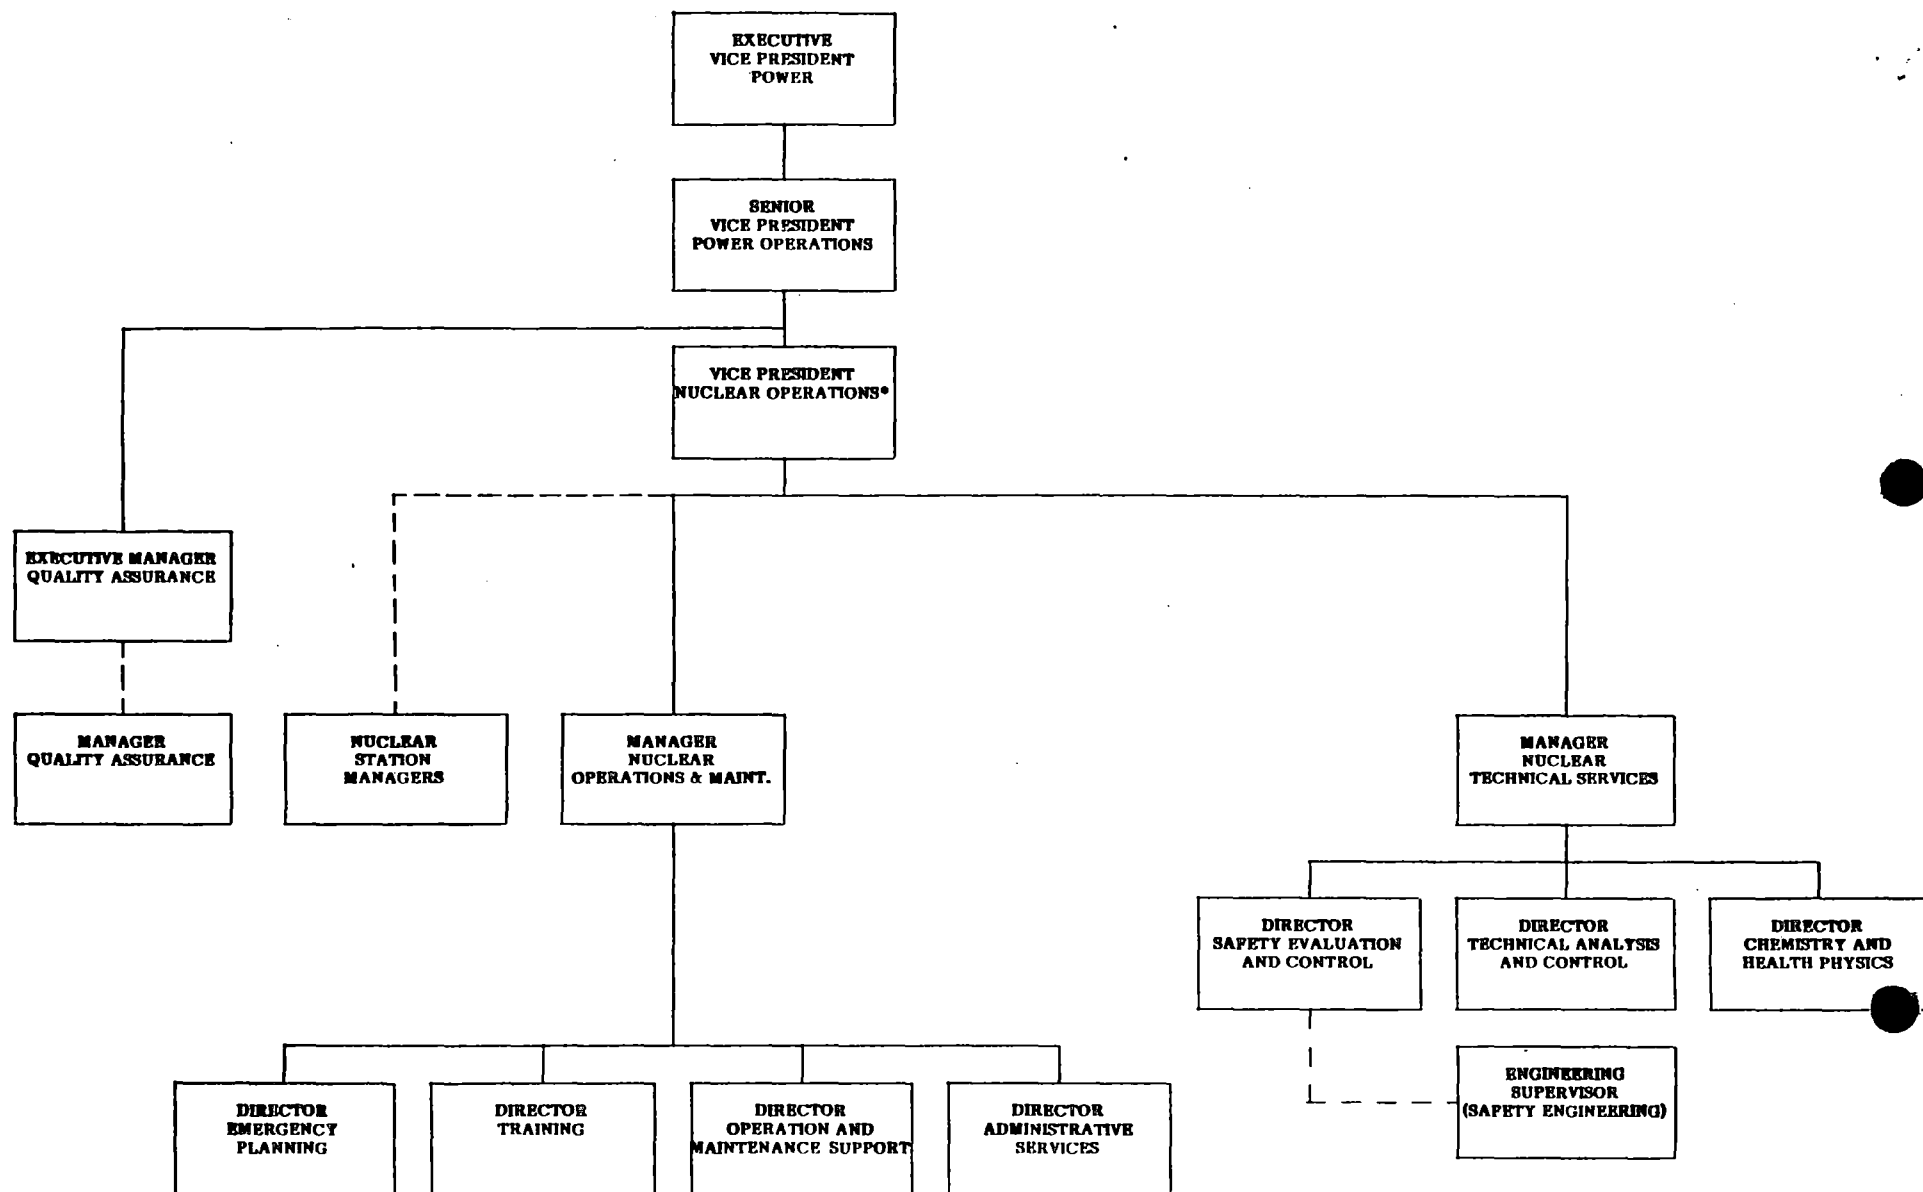 EXECUTIVE
VICE PRESIDENT
POWER
SENIOR
VICE PRESIDENT
POWER OPERATIONS
VICE PRESIDENT
NUCLEAR OPERATIONS*
EXECUTIVE MANAGER
QUALITY ASSURANCE
MANAGER
QUALITY ASSURANCE
NUCLEAR
STATION
MANAGERS
MANAGER
NUCLEAR
OPERATIONS & MAINT.
MANAGER
NUCLEAR
TECHNICAL SERVICES
DIRECTOR
SAFETY EVALUATION
AND CONTROL
DIRECTOR
TECHNICAL ANALYSIS
AND CONTROL
DIRECTOR
CHEMISTRY AND
HEALTH PHYSICS
ENGINEERING
SUPERVISOR
(SAFETY ENGINEERING)
DIRECTOR
EMERGENCY
PLANNING
DIRECTOR
TRAINING
DIRECTOR
OPERATION AND
MAINTENANCE SUPPORT
DIRECTOR
ADMINISTRATIVE
SERVICES